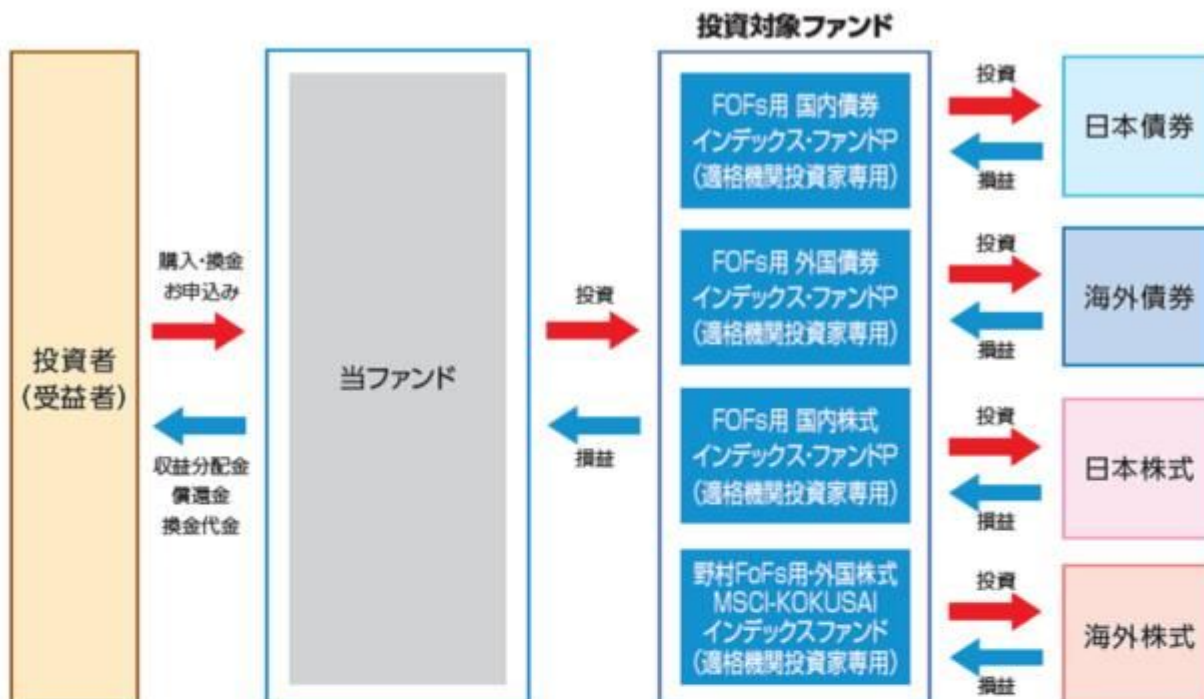 投資対象ファンド
投資者
(受益者)
購入・換金
お申込み
収益分配金
償還金
換金代金
当ファンド
投資
損益
FOFs用 国内債券
インデックス・ファンドP
(適格機関投資家専用)
投資
損益
日本債券
FOFs用 外国債券
インデックス・ファンドP
(適格機関投資家専用)
投資
損益
海外債券
FOFs用 国内株式
インデックス・ファンドP
(適格機関投資家専用)
投資
損益
日本株式
野村FoFs用・外国株式
MSCI-KOKUSAI
インデックスファンド
(適格機関投資家専用)
投資
損益
海外株式